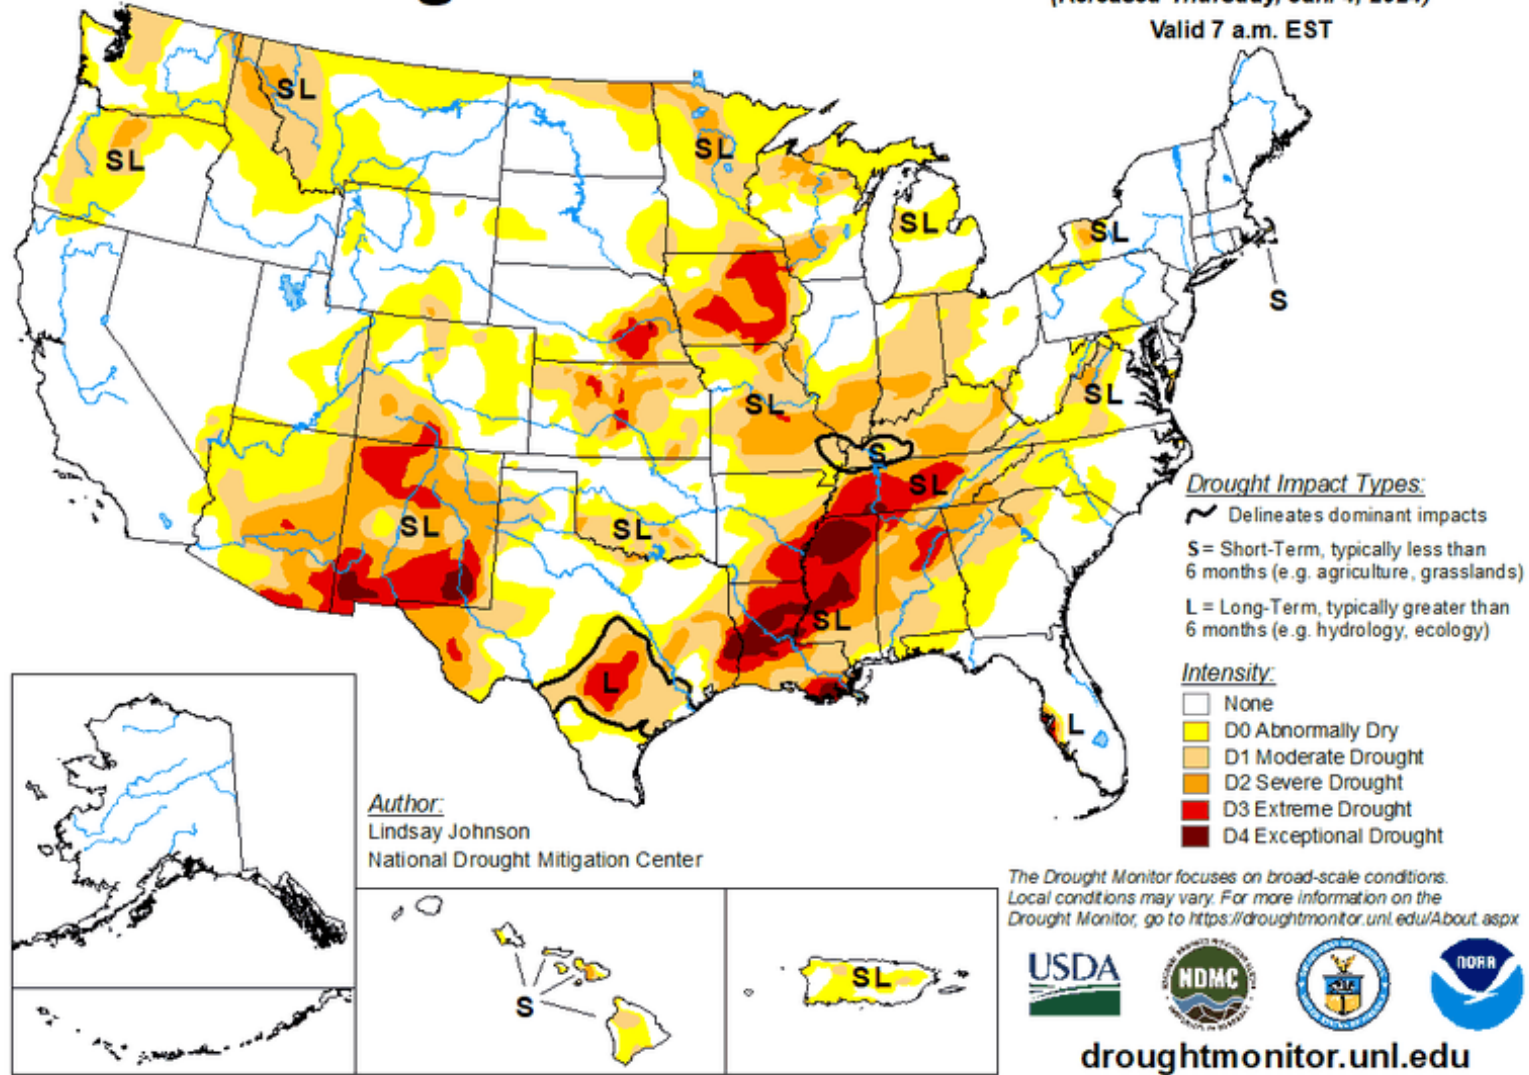 (Released Thursday, Jan. 4, 2024)
Valid 7 a.m. EST
SL
SL
SL
SL
SL
S
SL
SL
S
SL
SL
SL
SL
L
L
Drought Impact Types:
Delineates dominant impacts
S = Short-Term, typically less than
6 months (e.g. agriculture, grasslands)
L = Long-Term, typically greater than
6 months (e.g. hydrology, ecology)
Intensity:
None
D0 Abnormally Dry
D1 Moderate Drought
D2 Severe Drought
D3 Extreme Drought
D4 Exceptional Drought
Author:
Lindsay Johnson
National Drought Mitigation Center
The Drought Monitor focuses on broad-scale conditions.
Local conditions may vary. For more information on the
Drought Monitor, go to https://droughtmonitor.unl.edu/About.aspx
S
SL
USDA
NDMC
NOAA
droughtmonitor.unl.edu